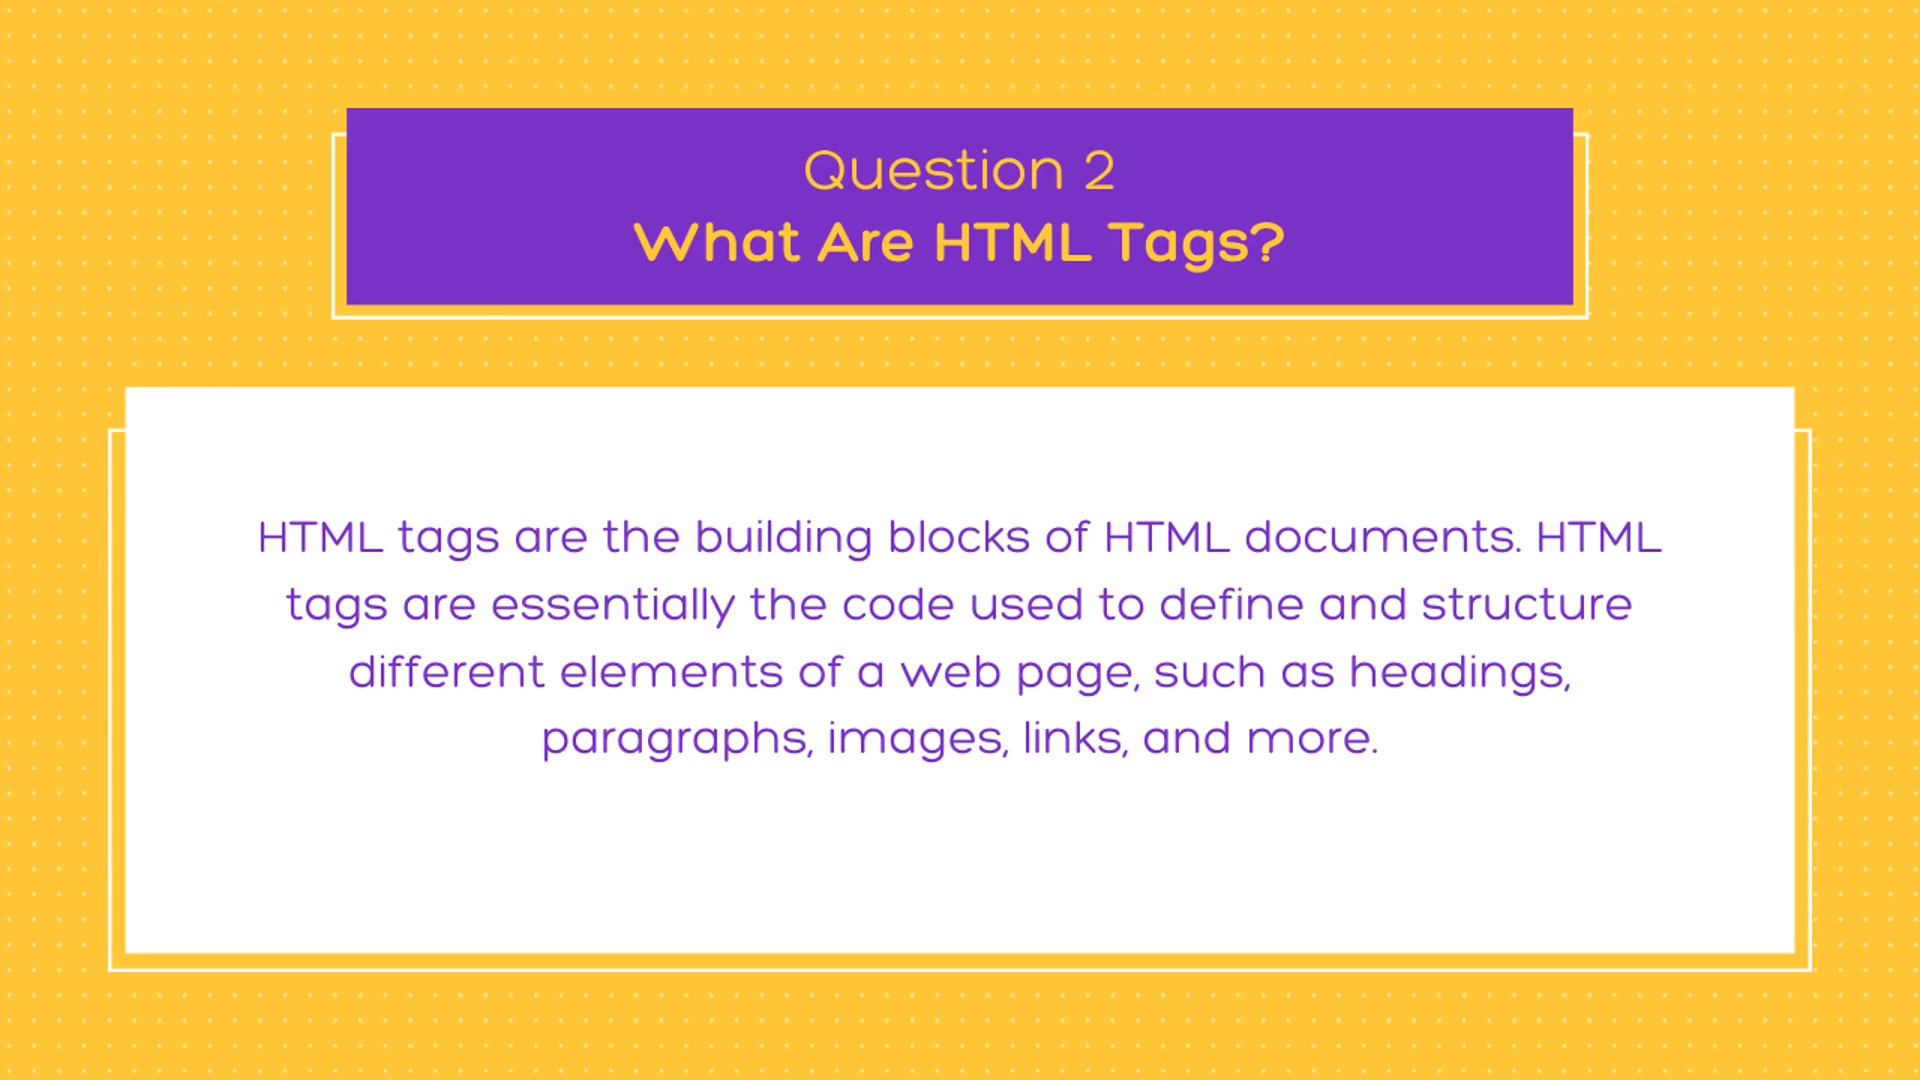 Question 2
What Are HTML Tags?
HTML tags are the building blocks of HTML documents. HTML
tags are essentially the code used to define and structure
different elements of a web page, such as headings,
paragraphs, images, links, and more.